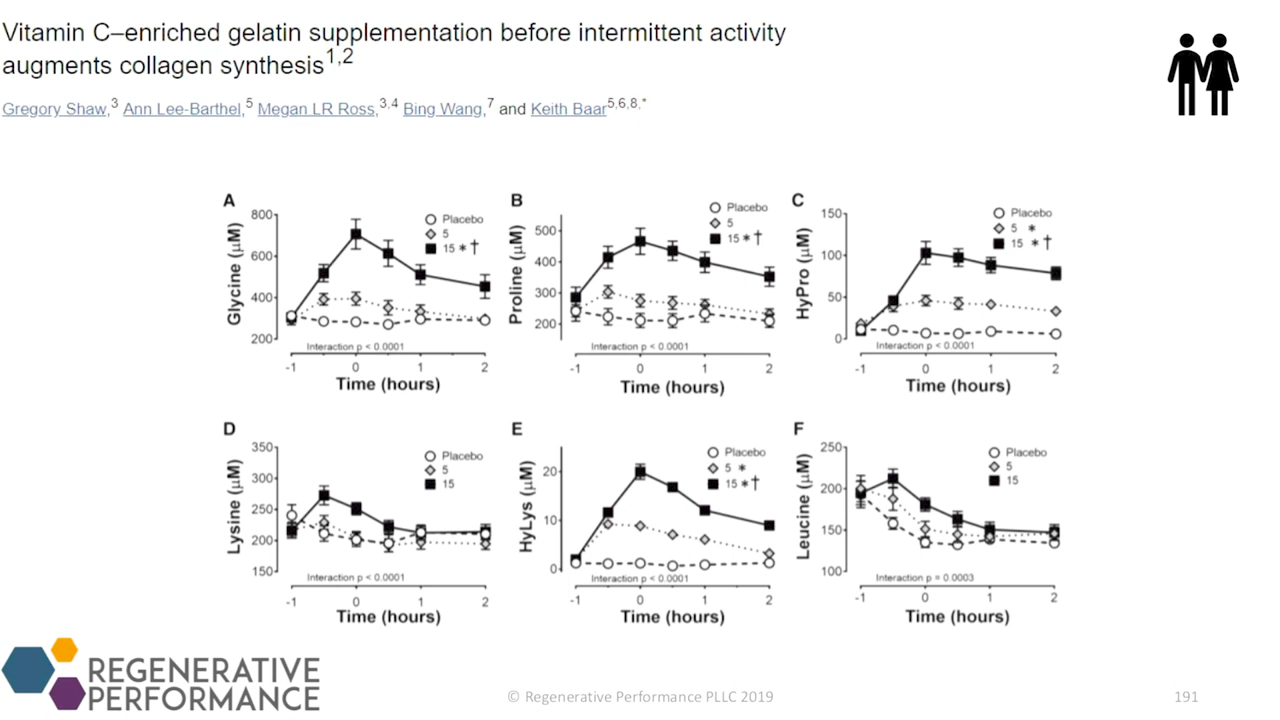 Vitamin C–enriched gelatin supplementation before intermittent activity
augments collagen synthesis1,2
Gregory Shaw,3 Ann Lee-Barthel,5 Megan LR Ross,3,4 Bing Wang,7 and Keith Baar5,6,8,*
A
Glycine (μM)
800
600
400
200
Placebo
5
15 * †
Interaction p < 0.0001
-1 0 1 2
Time (hours)
B
Proline (μM)
500
400
300
200
Placebo
5
15 * †
Interaction p < 0.0001
-1 0 1 2
Time (hours)
C
HyPro (μM)
150
100
50
0
Placebo
5 *
15 * †
Interaction p < 0.0001
-1 0 1 2
Time (hours)
D
Lysine (μM)
350
300
250
200
150
Placebo
5
15
Interaction p < 0.0001
-1 0 1 2
Time (hours)
E
HyLys (μM)
20
10
0
Placebo
5 *
15 * †
Interaction p < 0.0001
-1 0 1 2
Time (hours)
F
Leucine (μM)
250
200
150
100
Placebo
5
15
Interaction p = 0.0003
-1 0 1 2
Time (hours)
REGENERATIVE
PERFORMANCE
© Regenerative Performance PLLC 2019
191